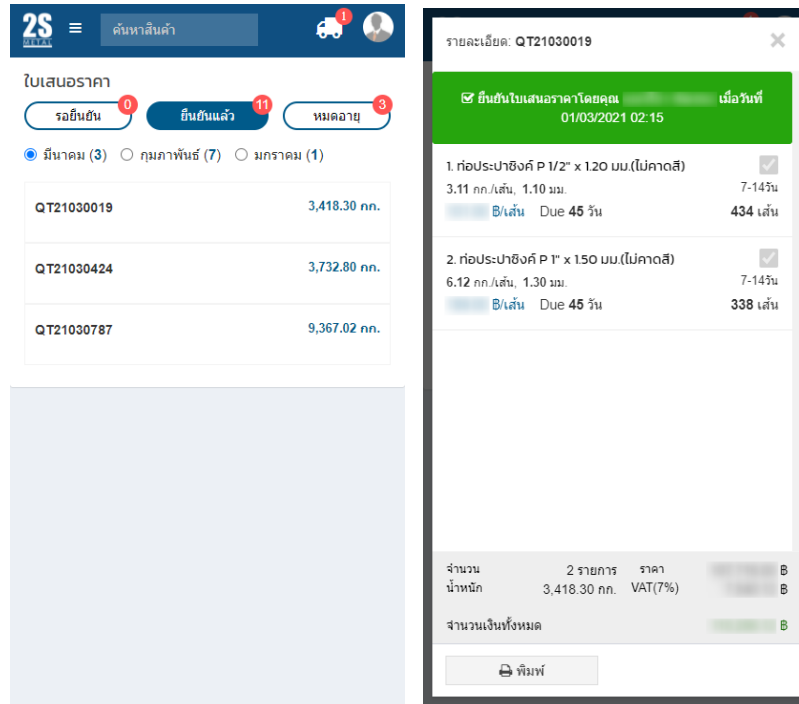 2S
METAL
ค้นหาสินค้า
1
ใบเสนอราคา
รอยืนยัน 0
ยืนยันแล้ว 11
หมดอายุ 3
มีนาคม (3) กุมภาพันธ์ (7) มกราคม (1)
QT21030019 3,418.30 กก.
QT21030424 3,732.80 กก.
QT21030787 9,367.02 กก.
รายละเอียด: QT21030019
ยืนยันใบเสนอราคาโดยคุณ เมื่อวันที่
01/03/2021 02:15
1. ท่อประปาซิงค์ P 1/2" x 1.20 มม.(ไม่คาดสี)
3.11 กก./เส้น, 1.10 มม. 7-14วัน
฿/เส้น Due 45 วัน 434 เส้น
2. ท่อประปาซิงค์ P 1" x 1.50 มม.(ไม่คาดสี)
6.12 กก./เส้น, 1.30 มม. 7-14วัน
฿/เส้น Due 45 วัน 338 เส้น
จำนวน 2 รายการ ราคา ฿
น้ำหนัก 3,418.30 กก. VAT(7%) ฿
จำนวนเงินทั้งหมด ฿
พิมพ์